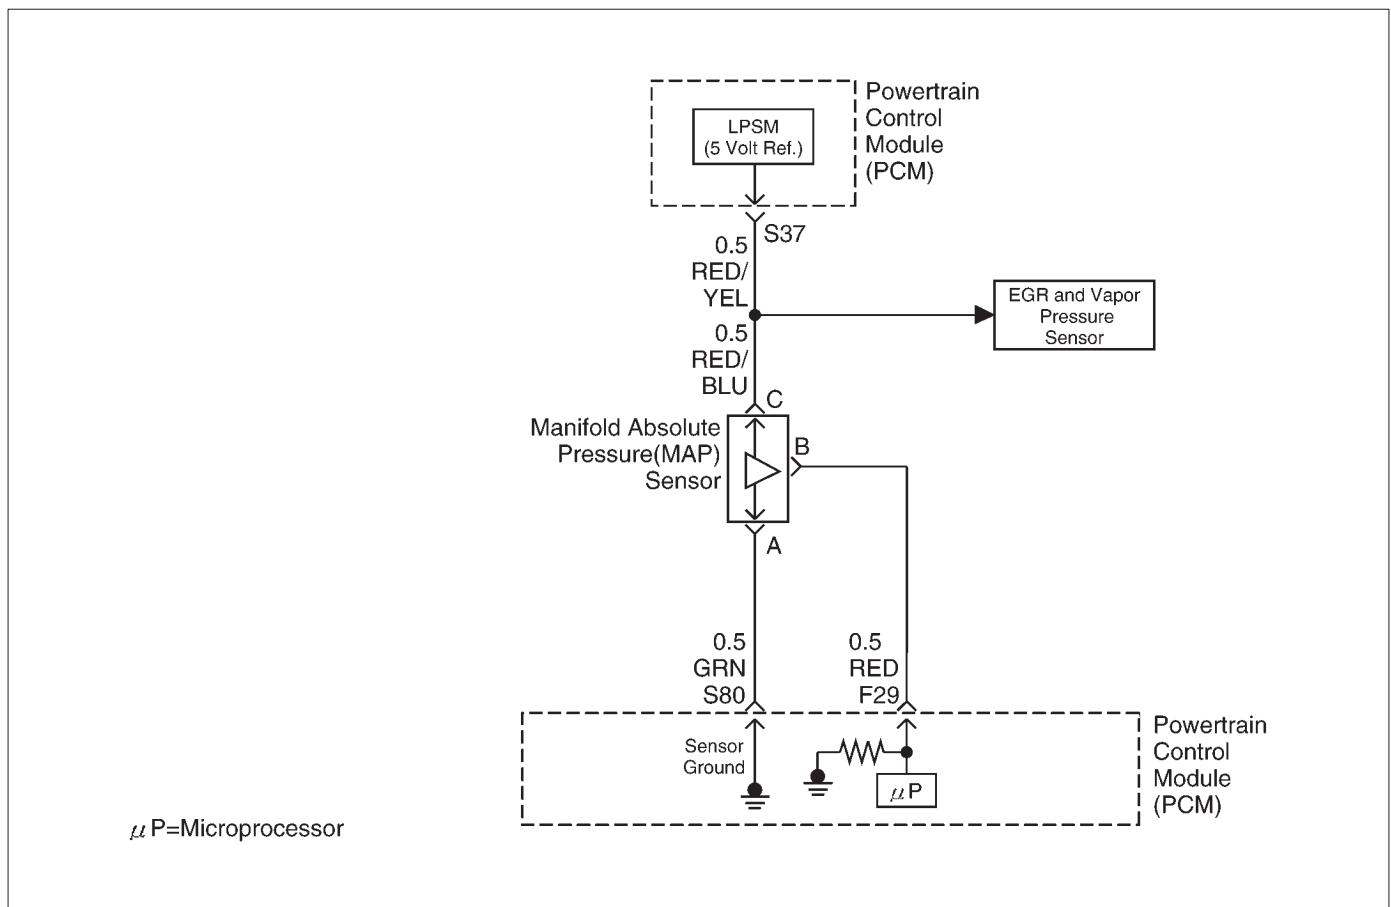 Powertrain
Control
Module
(PCM)
LPSM
(5 Volt Ref.)
S37
0.5
RED/
YEL
EGR and Vapor
Pressure
Sensor
0.5
RED/
BLU
C
Manifold Absolute
Pressure(MAP)
Sensor
B
A
0.5
GRN
S80
0.5
RED
F29
Powertrain
Control
Module
(PCM)
Sensor
Ground
μP
μP=Microprocessor